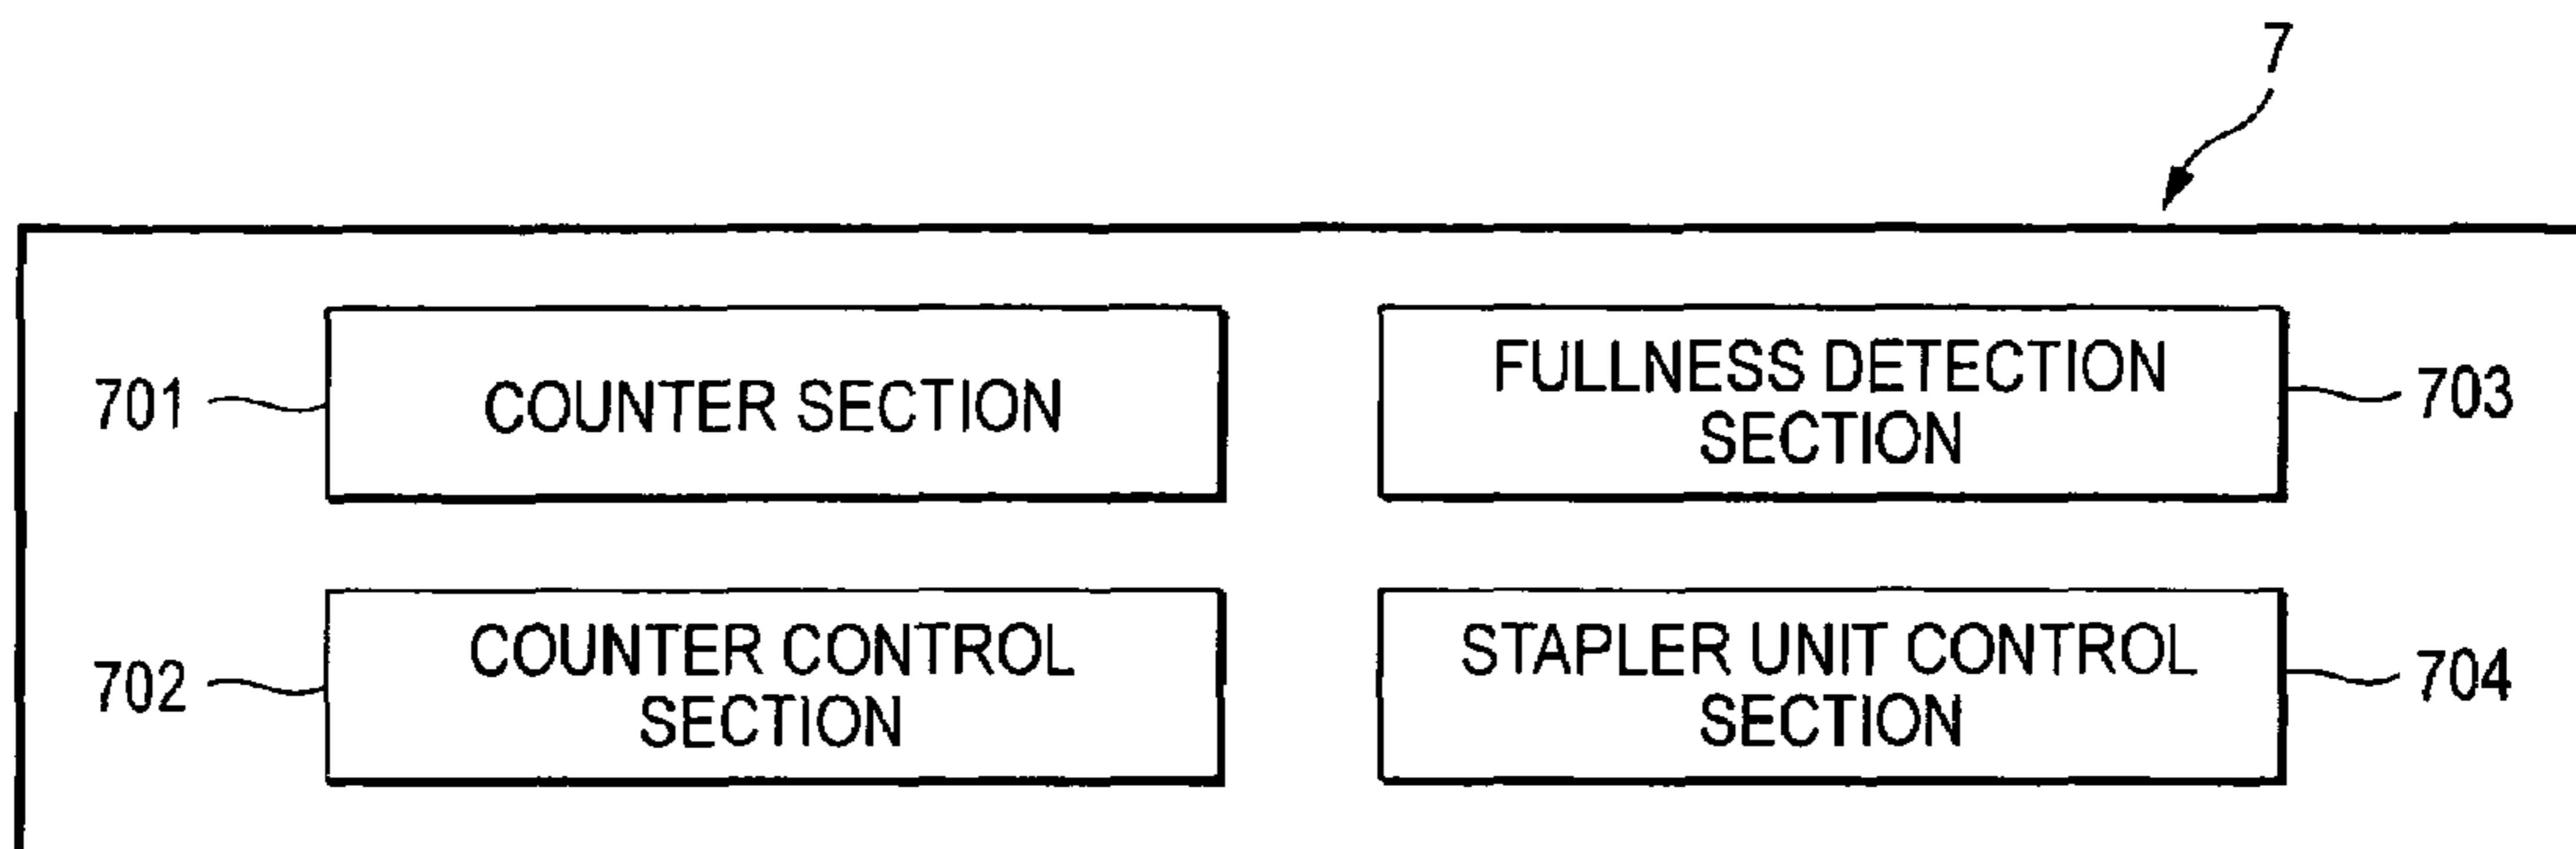 7
701
COUNTER SECTION
FULLNESS DETECTION
SECTION
703
702
COUNTER CONTROL
SECTION
STAPLER UNIT CONTROL
SECTION
704